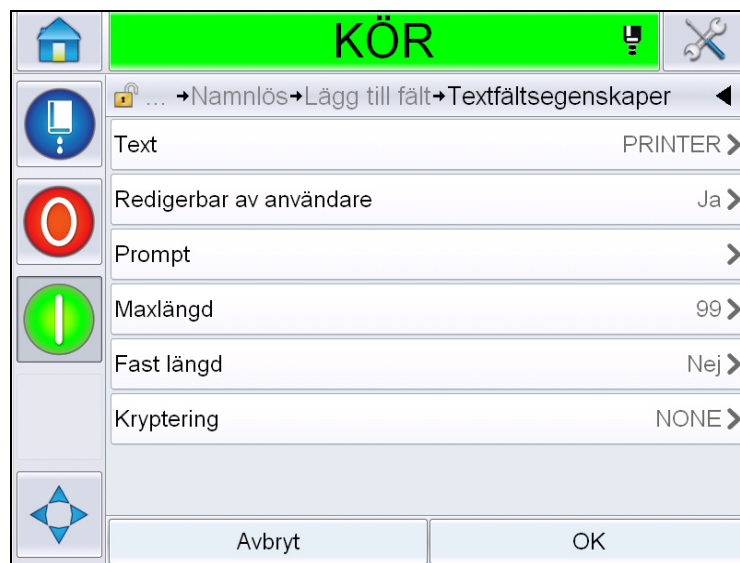 KÖR
... →Namnlös→Lägg till fält→Textfältsegenskaper
Text PRINTER
Redigerbar av användare Ja
Prompt
Maxlängd 99
Fast längd Nej
Kryptering NONE
Avbryt OK